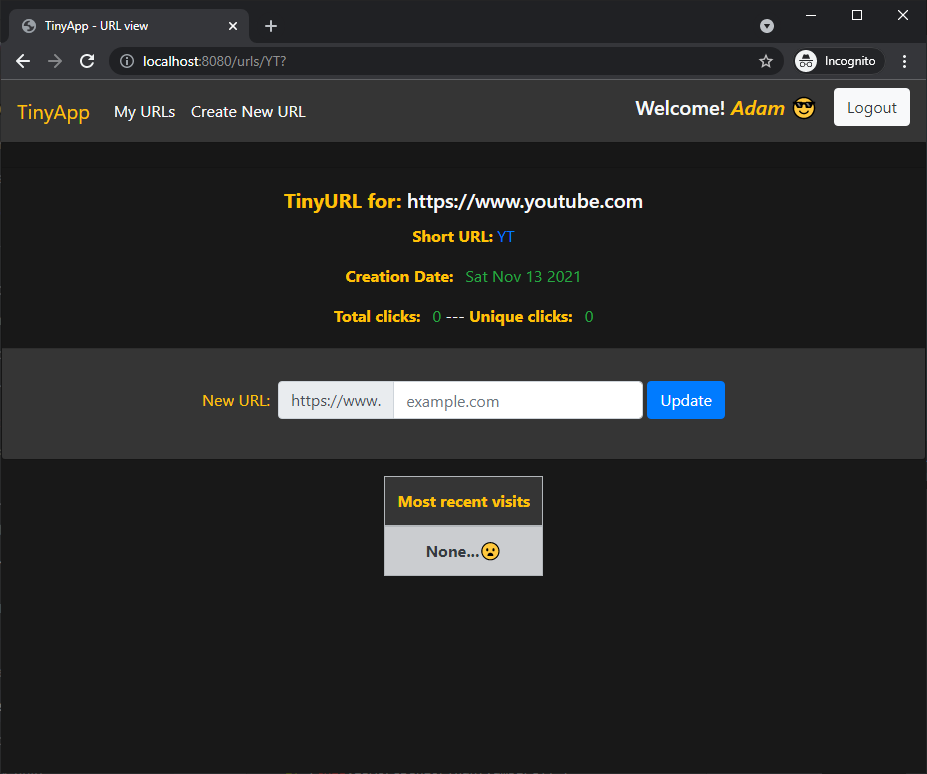 TinyApp - URL view
localhost:8080/urls/YT?
Incognito
TinyApp My URLs Create New URL Welcome! Adam 😎 Logout
TinyURL for: https://www.youtube.com
Short URL: YT
Creation Date: Sat Nov 13 2021
Total clicks: 0 --- Unique clicks: 0
New URL: https://www. example.com Update
Most recent visits
None...😦